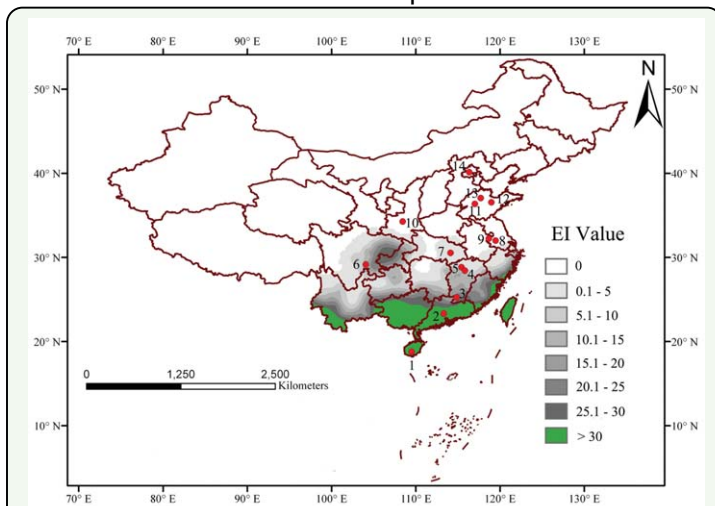 70° E 80° E 90° E 100° E 110° E 120° E 130° E
N
50° N 50° N
40° N 14 40° N
13 12
11
10
9 8
30° N 7 30° N
6 5 4
3
2
20° N 20° N
1
10° N 10° N
EI Value
0
0.1 - 5
5.1 - 10
10.1 - 15
15.1 - 20
20.1 - 25
25.1 - 30
> 30
0 1,250 2,500
Kilometers
70° E 80° E 90° E 100° E 110° E 120° E 130° E